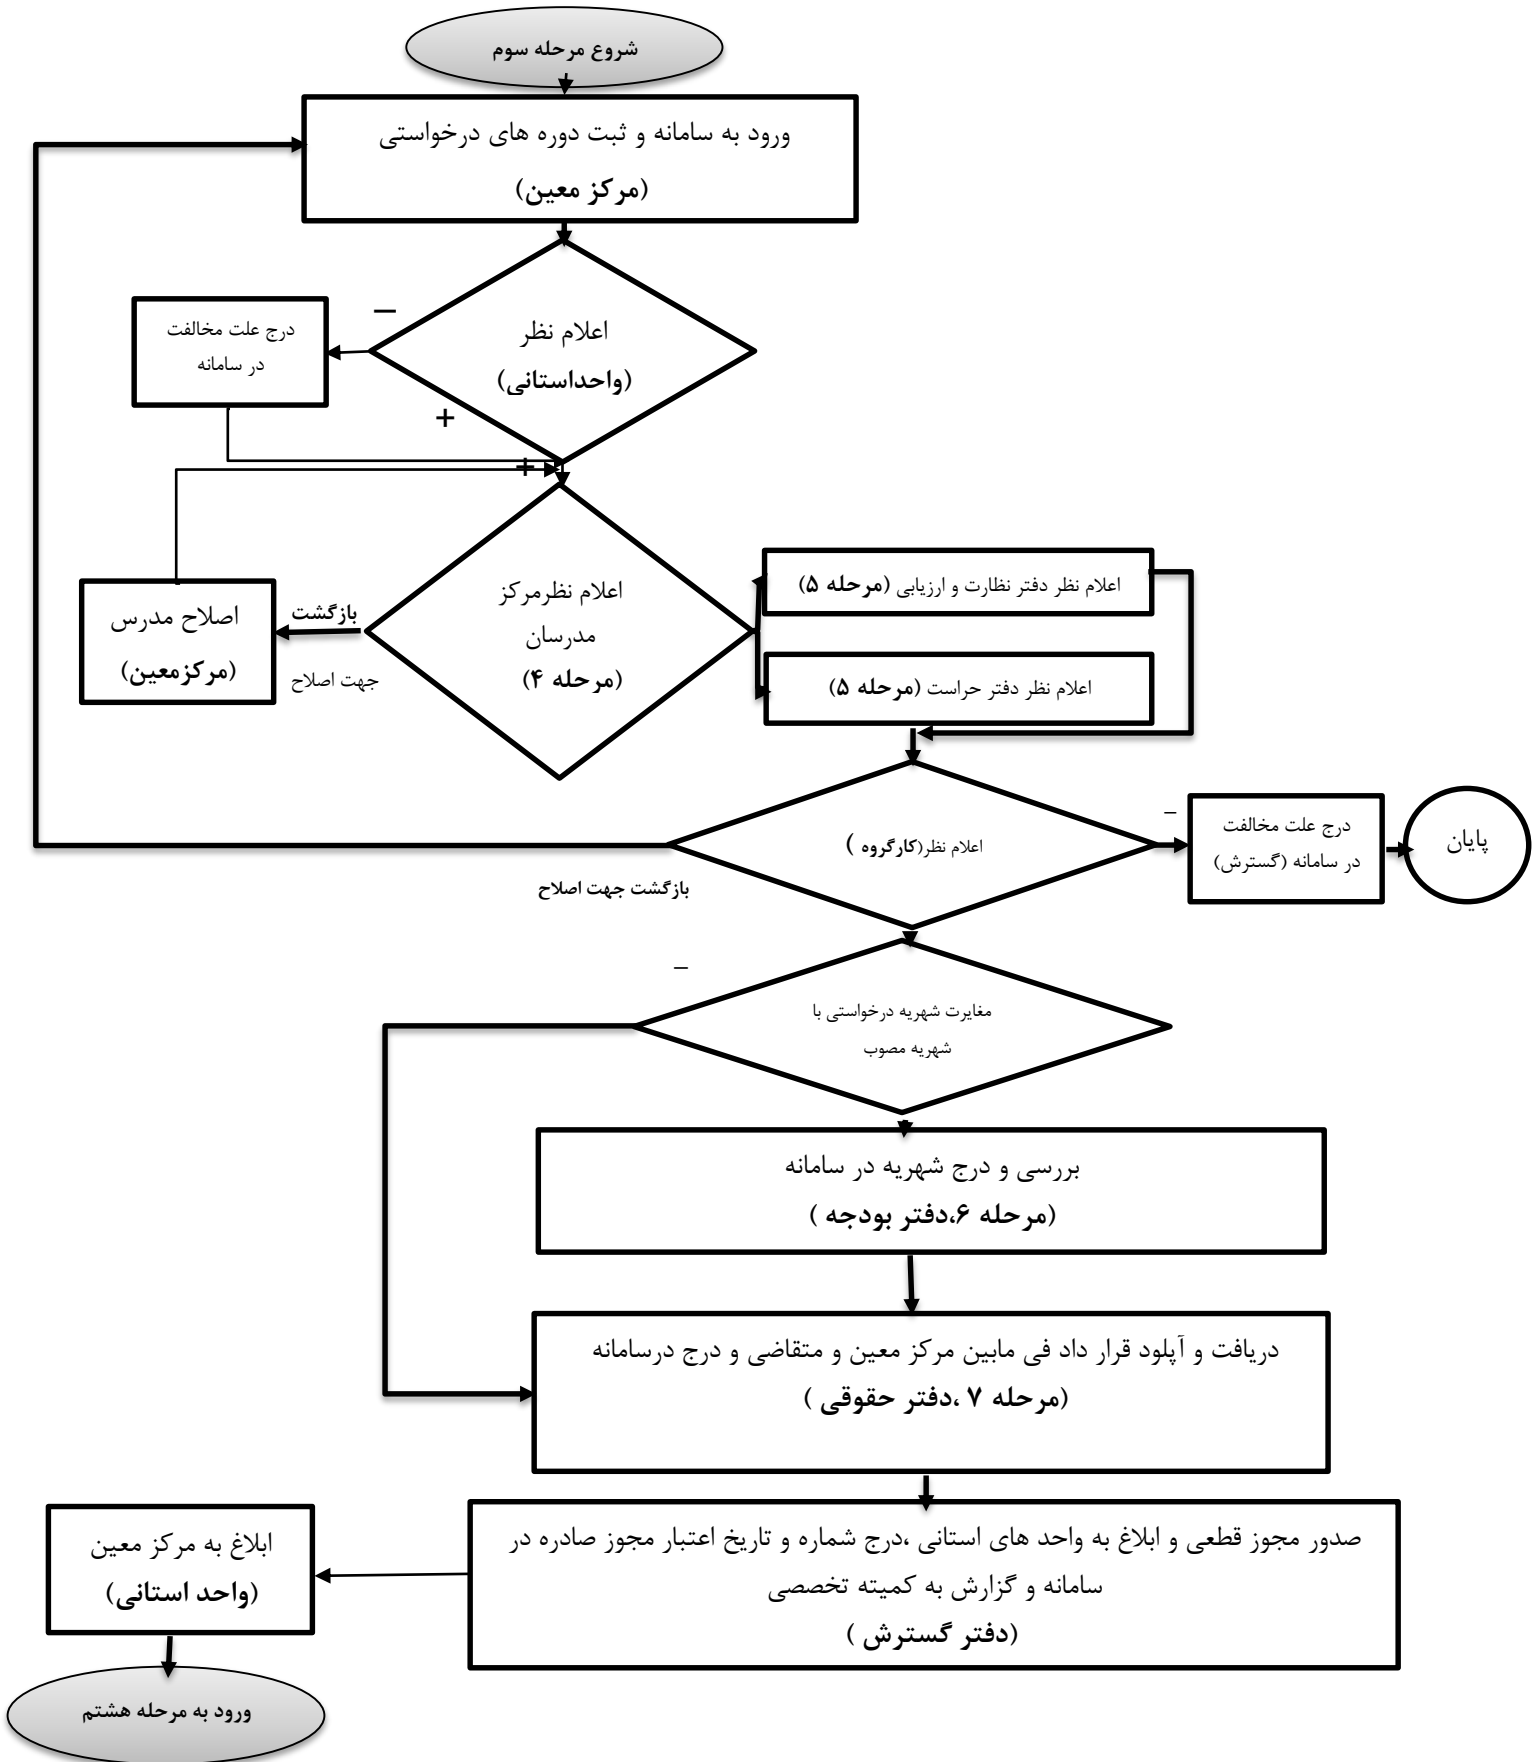 شروع مرحله سوم
ورود به سامانه و ثبت دوره های درخواستی
(مرکز معین)
–
درج علت مخالفت
در سامانه
اعلام نظر
(واحداستانی)
+
+
اعلام نظرمرکز
مدرسان
(مرحله ۴)
بازگشت
جهت اصلاح
اصلاح مدرس
(مرکزمعین)
اعلام نظر دفتر نظارت و ارزیابی (مرحله ۵)
اعلام نظر دفتر حراست (مرحله ۵)
اعلام نظر(کارگروه )
–
درج علت مخالفت
در سامانه (گسترش)
پایان
بازگشت جهت اصلاح
–
مغایرت شهریه درخواستی با
شهریه مصوب
بررسی و درج شهریه در سامانه
(مرحله ۶،دفتر بودجه )
دریافت و آپلود قرار داد فی مابین مرکز معین و متقاضی و درج درسامانه
(مرحله ۷ ،دفتر حقوقی )
صدور مجوز قطعی و ابلاغ به واحد های استانی ،درج شماره و تاریخ اعتبار مجوز صادره در
سامانه و گزارش به کمیته تخصصی
(دفتر گسترش )
ابلاغ به مرکز معین
(واحد استانی)
ورود به مرحله هشتم